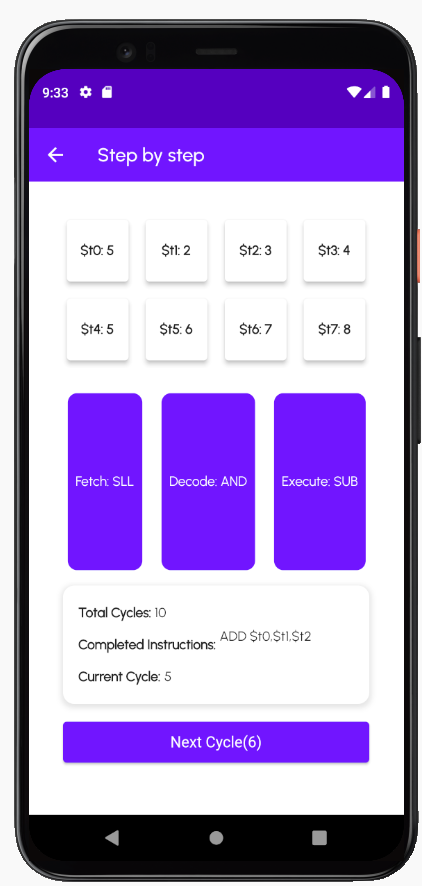 9:33
Step by step
$t0: 5 $t1: 2 $t2: 3 $t3: 4
$t4: 5 $t5: 6 $t6: 7 $t7: 8
Fetch: SLL Decode: AND Execute: SUB
Total Cycles: 10
Completed Instructions: ADD $t0,$t1,$t2
Current Cycle: 5
Next Cycle(6)